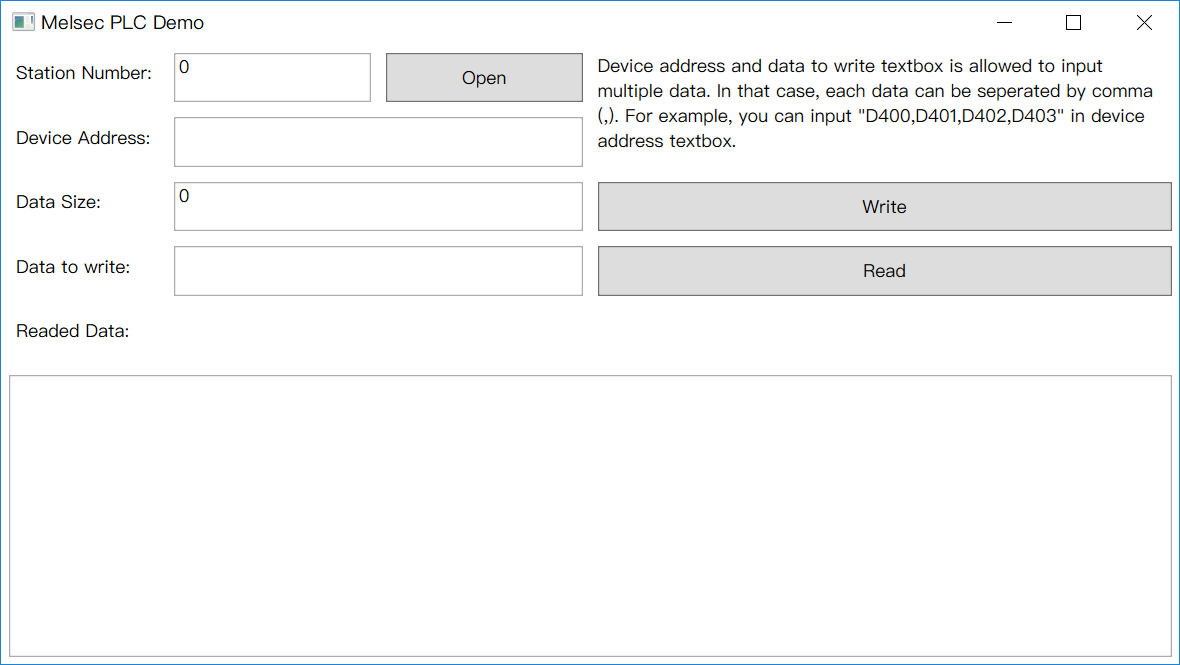 Melsec PLC Demo
Station Number:
0
Open
Device address and data to write textbox is allowed to input
multiple data. In that case, each data can be seperated by comma
(,). For example, you can input "D400,D401,D402,D403" in device
address textbox.
Device Address:
Data Size:
0
Write
Data to write:
Read
Readed Data: